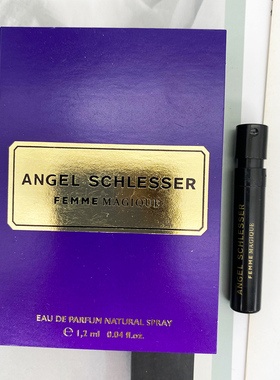 ANGEL SCHLESSER
FEMME MAGIQUE
EAU DE PARFUM NATURAL SPRAY
℮ 1,2 ml 0.04 fl.oz.
ANGEL SCHLESSER
FEMME MAGIQUE